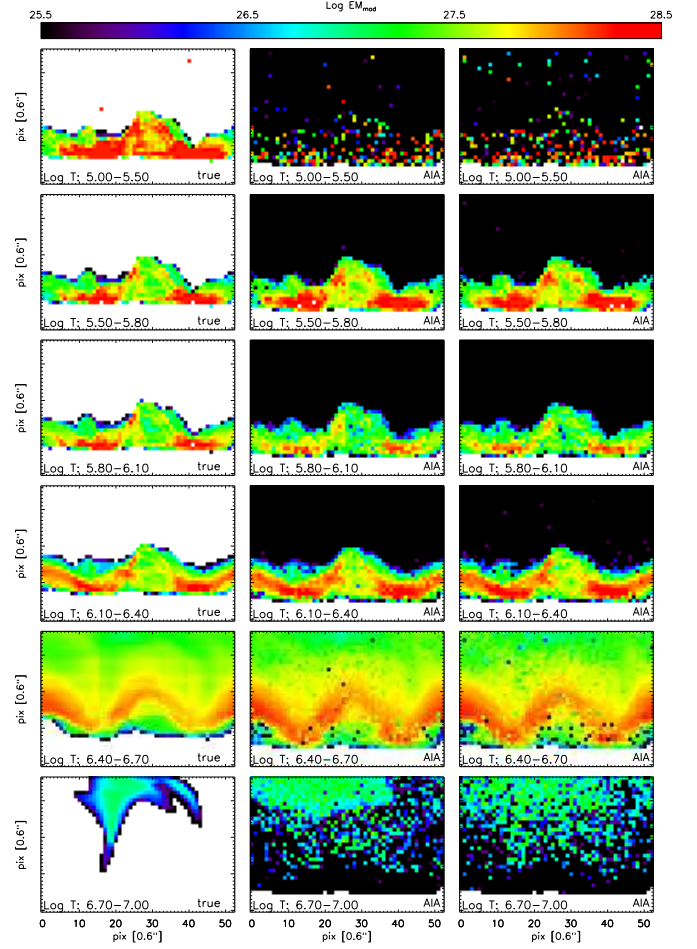 Log EM_mod
25.5 26.5 27.5 28.5
pix [0.6"]
Log T: 5.00-5.50 true
Log T: 5.00-5.50 AIA
Log T: 5.00-5.50 AIA
pix [0.6"]
Log T: 5.50-5.80 true
Log T: 5.50-5.80 AIA
Log T: 5.50-5.80 AIA
pix [0.6"]
Log T: 5.80-6.10 true
Log T: 5.80-6.10 AIA
Log T: 5.80-6.10 AIA
pix [0.6"]
Log T: 6.10-6.40 true
Log T: 6.10-6.40 AIA
Log T: 6.10-6.40 AIA
pix [0.6"]
Log T: 6.40-6.70 true
Log T: 6.40-6.70 AIA
Log T: 6.40-6.70 AIA
pix [0.6"]
Log T: 6.70-7.00 true
Log T: 6.70-7.00 AIA
Log T: 6.70-7.00 AIA
0 10 20 30 40 50
0 10 20 30 40 50
0 10 20 30 40 50
pix [0.6"]
pix [0.6"]
pix [0.6"]